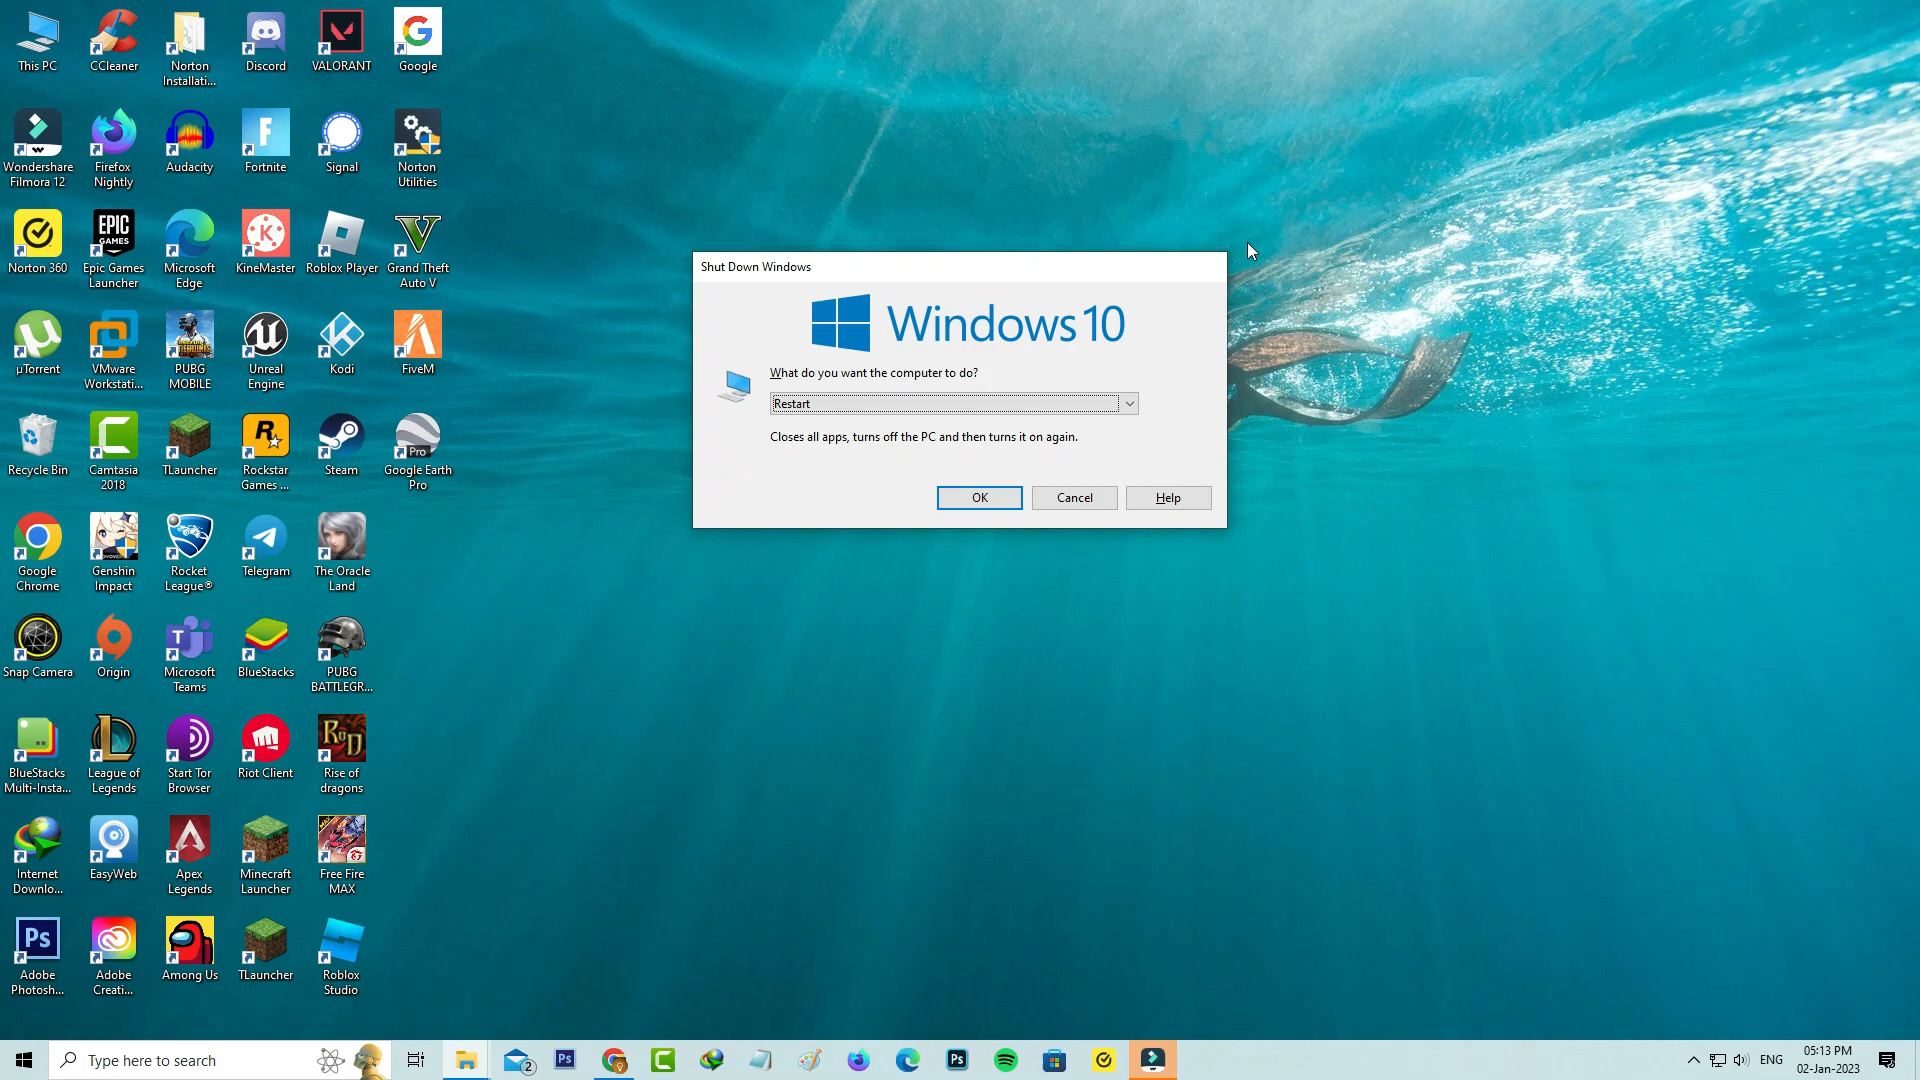 This PC
CCleaner
Norton
Installati...
Discord
VALORANT
Google
Wondershare
Filmora 12
Firefox
Nightly
Audacity
Fortnite
Signal
Norton
Utilities
Norton 360
EPIC
GAMES
Epic Games
Launcher
Microsoft
Edge
KineMaster
Roblox Player
Grand Theft
Auto V
µTorrent
VMware
Workstati...
PUBG
MOBILE
Unreal
Engine
Kodi
FiveM
Recycle Bin
Camtasia
2018
TLauncher
Rockstar
Games ...
Steam
Pro
Google Earth
Pro
Google
Chrome
Genshin
Impact
Rocket
League®
Telegram
The Oracle
Land
Snap Camera
Origin
Microsoft
Teams
BlueStacks
PUBG
BATTLEGR...
BlueStacks
Multi-Insta...
League of
Legends
Start Tor
Browser
Riot Client
Rise of
dragons
Internet
Downlo...
EasyWeb
Apex
Legends
Minecraft
Launcher
Free Fire
MAX
Ps
Adobe
Photosh...
Adobe
Creati...
Among Us
TLauncher
Roblox
Studio
Shut Down Windows
Windows 10
What do you want the computer to do?
Restart
Closes all apps, turns off the PC and then turns it on again.
OK
Cancel
Help
Type here to search
2
Ps
Ps
ENG
05:13 PM
02-Jan-2023